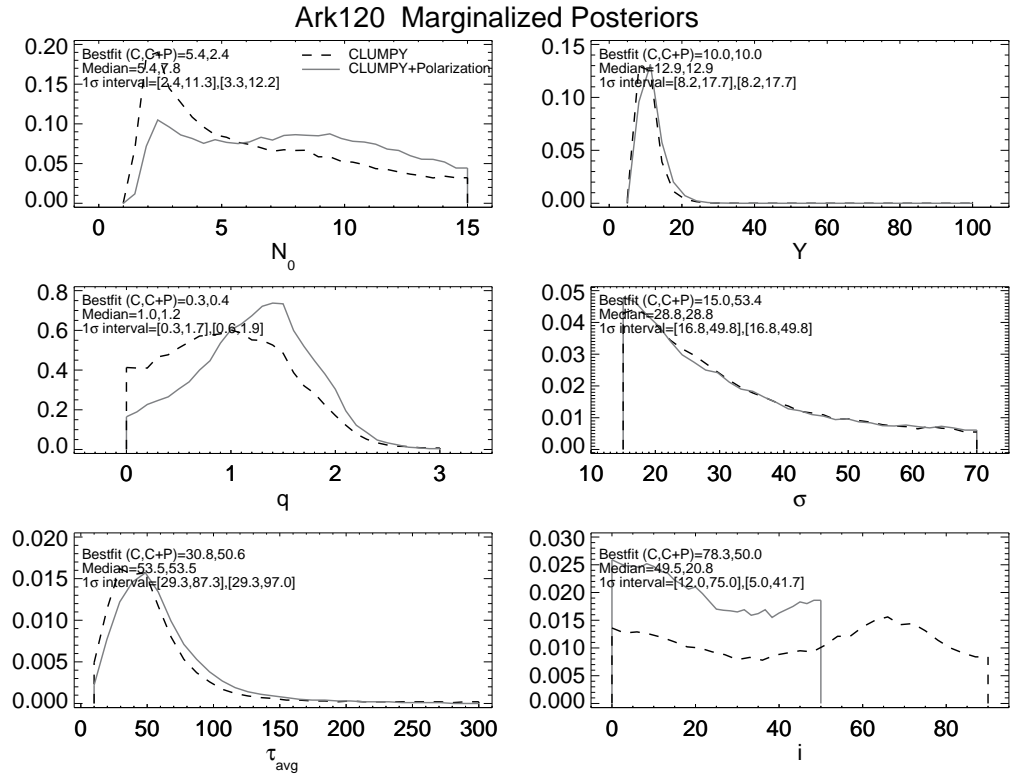 Ark120 Marginalized Posteriors
Bestfit (C,C+P)=5.4,2.4
Median=5.4,7.8
1σ interval=[2.4,11.3],[3.3,12.2]
CLUMPY
CLUMPY+Polarization
0.20
0.15
0.10
0.05
0.00
0
5
10
15
N0
Bestfit (C,C+P)=10.0,10.0
Median=12.9,12.9
1σ interval=[8.2,17.7],[8.2,17.7]
0.15
0.10
0.05
0.00
0
20
40
60
80
100
Y
Bestfit (C,C+P)=0.3,0.4
Median=1.0,1.2
1σ interval=[0.3,1.7],[0.6,1.9]
0.8
0.6
0.4
0.2
0.0
0
1
2
3
q
Bestfit (C,C+P)=15.0,53.4
Median=28.8,28.8
1σ interval=[16.8,49.8],[16.8,49.8]
0.05
0.04
0.03
0.02
0.01
0.00
10
20
30
40
50
60
70
σ
Bestfit (C,C+P)=30.8,50.6
Median=53.5,53.5
1σ interval=[29.3,87.3],[29.3,97.0]
0.020
0.015
0.010
0.005
0.000
0
50
100
150
200
250
300
τavg
Bestfit (C,C+P)=78.3,50.0
Median=49.5,20.8
1σ interval=[12.0,75.0],[5.0,41.7]
0.030
0.025
0.020
0.015
0.010
0.005
0.000
0
20
40
60
80
i